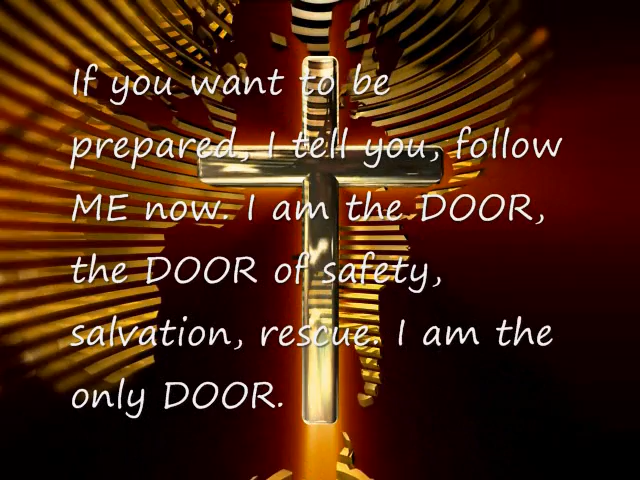 If you want to be
prepared, I tell you, follow
ME now. I am the DOOR,
the DOOR of safety,
salvation, rescue. I am the
only DOOR.